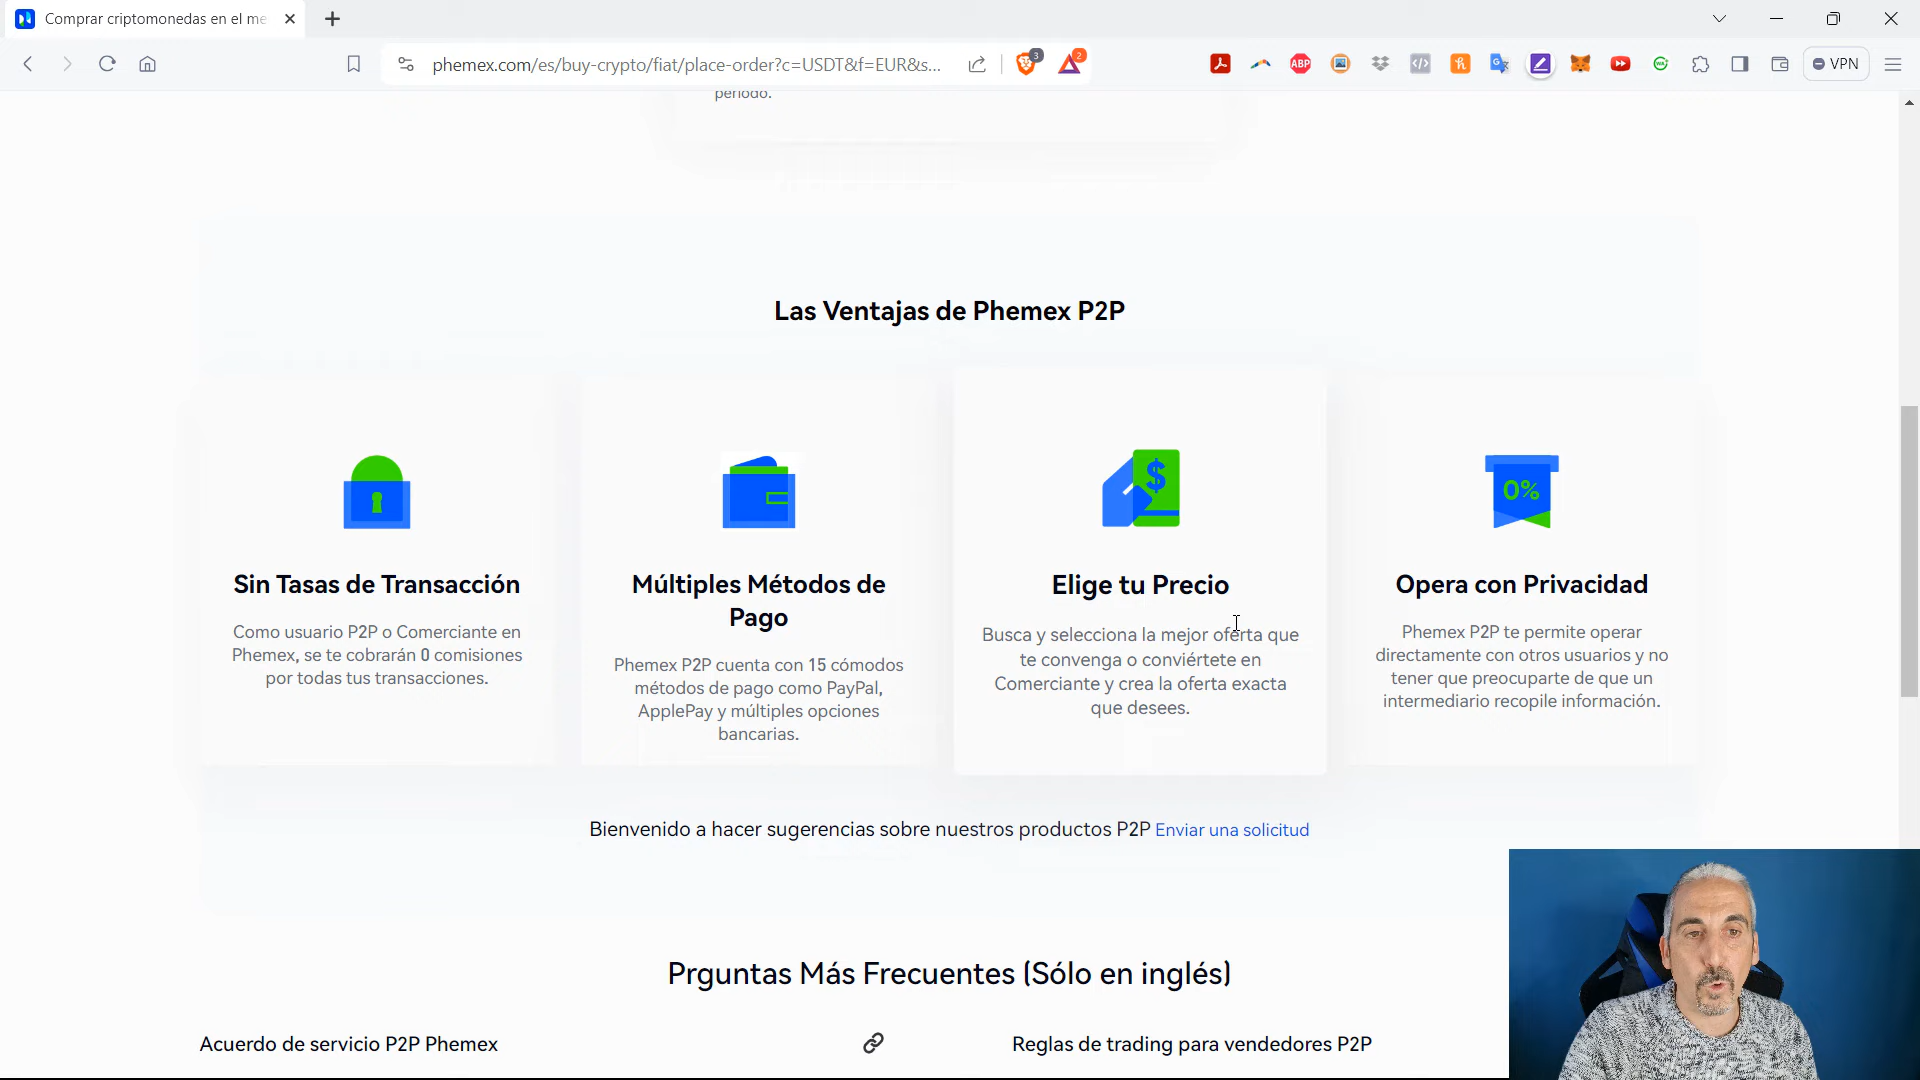 Comprar criptomonedas en el me
phemex.com/es/buy-crypto/fiat/place-order?c=USDT&f=EUR&s...
3
2
ABP
VPN
período.
Las Ventajas de Phemex P2P
$
0%
Sin Tasas de Transacción
Como usuario P2P o Comerciante en
Phemex, se te cobrarán 0 comisiones
por todas tus transacciones.
Múltiples Métodos de
Pago
Phemex P2P cuenta con 15 cómodos
métodos de pago como PayPal,
ApplePay y múltiples opciones
bancarias.
Elige tu Precio
Busca y selecciona la mejor oferta que
te convenga o conviértete en
Comerciante y crea la oferta exacta
que desees.
Opera con Privacidad
Phemex P2P te permite operar
directamente con otros usuarios y no
tener que preocuparte de que un
intermediario recopile información.
Bienvenido a hacer sugerencias sobre nuestros productos P2P Enviar una solicitud
Prguntas Más Frecuentes (Sólo en inglés)
Acuerdo de servicio P2P Phemex
Reglas de trading para vendedores P2P